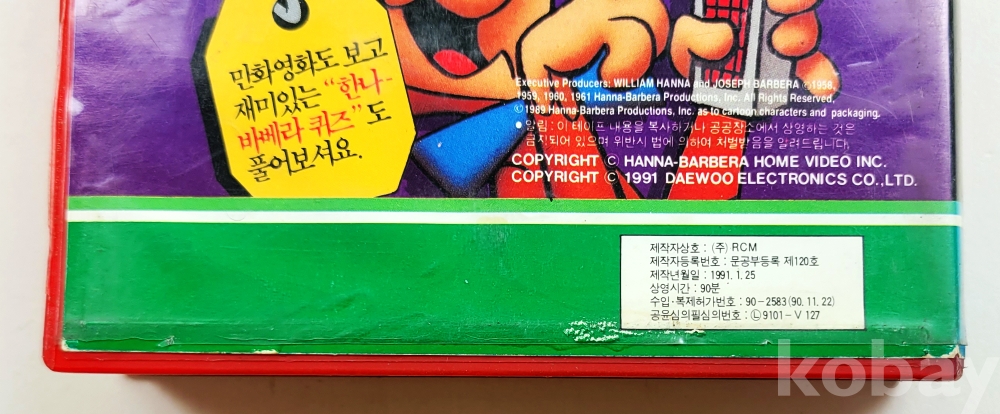 만화영화도 보고
재미있는 "한나-
바베라 퀴즈"도
풀어보셔요.
Executive Producers: WILLIAM HANNA and JOSEPH BARBERA © 1958,
1959, 1960, 1961 Hanna-Barbera Productions, Inc. All Rights Reserved.
© 1989 Hanna-Barbera Productions, Inc. as to cartoon characters and packaging.
● 알림 : 이 테이프 내용을 복사하거나 공공장소에서 상영하는 것은
금지되어 있으며 위반시 법에 의하여 처벌받음을 알려드립니다.
COPYRIGHT © HANNA-BARBERA HOME VIDEO INC.
COPYRIGHT © 1991 DAEWOO ELECTRONICS CO.,LTD.
제작자상호 : (주) RCM
제작자등록번호 : 문공부등록 제120호
제작년월일 : 1991. 1. 25
상영시간 : 90분
수입·복제허가번호 : 90-2583 (90. 11. 22)
공윤심의필심의번호 : Ⓛ 9101-V 127
kobay